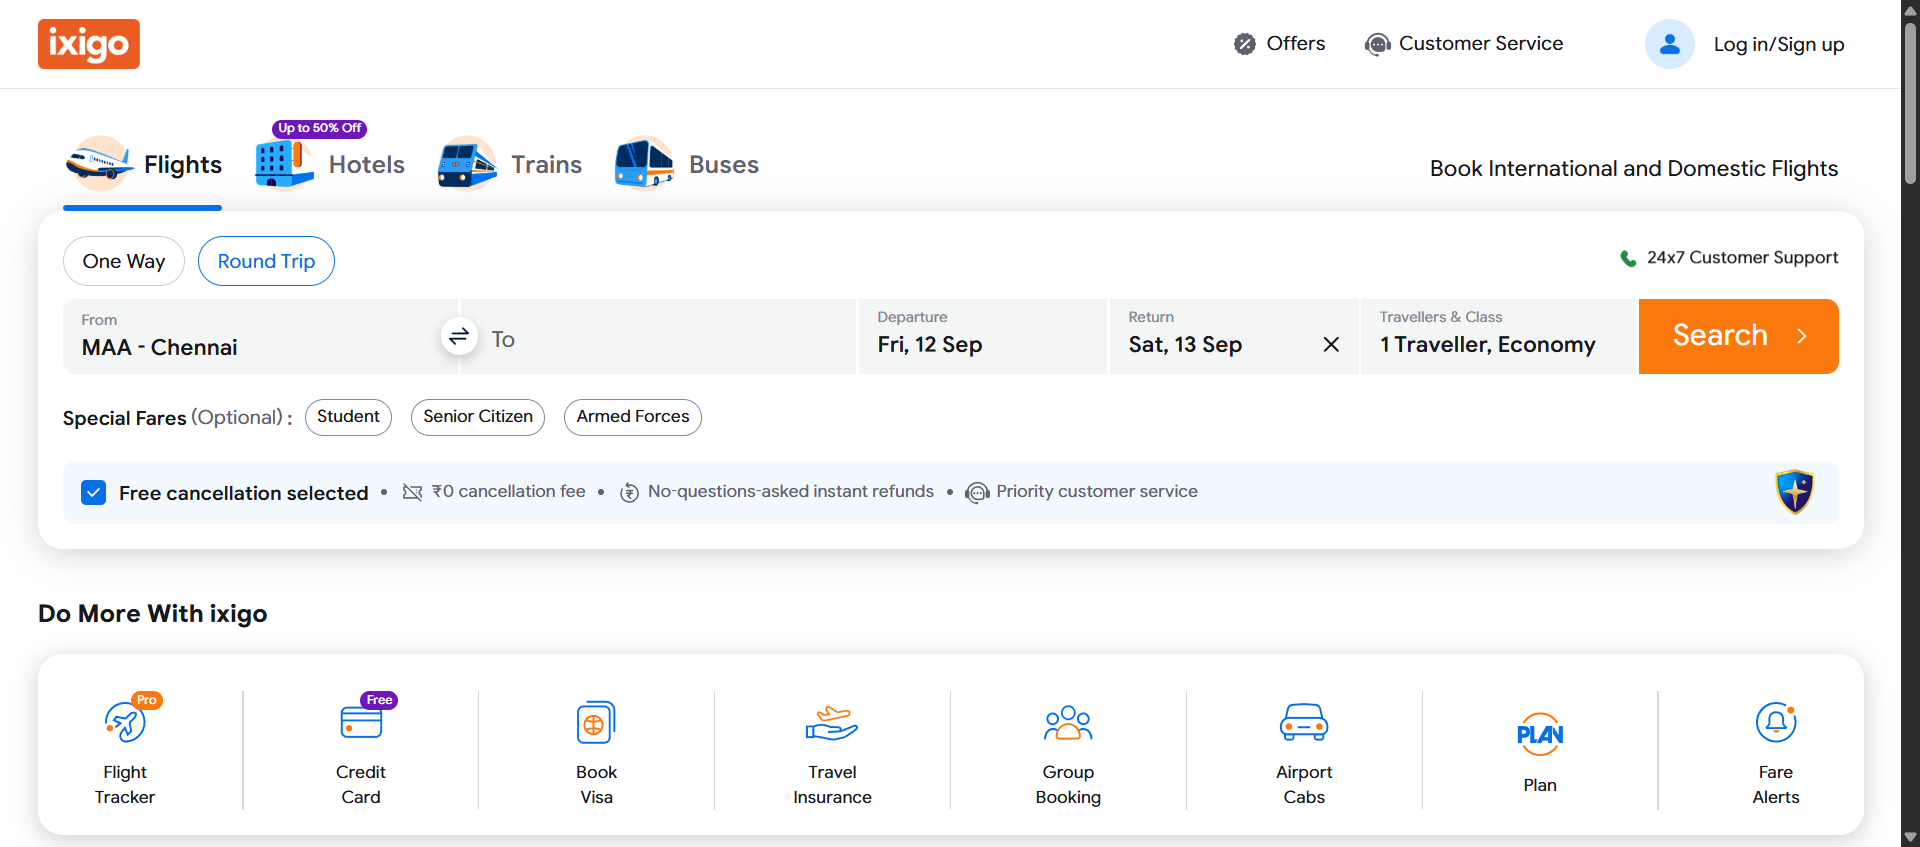 ixigo
Offers
Customer Service
Log in/Sign up
Flights
Up to 50% Off
Hotels
Trains
Buses
Book International and Domestic Flights
One Way
Round Trip
24x7 Customer Support
From
MAA - Chennai
To
Departure
Fri, 12 Sep
Return
Sat, 13 Sep
Travellers & Class
1 Traveller, Economy
Search
Special Fares (Optional) :
Student
Senior Citizen
Armed Forces
Free cancellation selected • ₹0 cancellation fee • No-questions-asked instant refunds • Priority customer service
Do More With ixigo
Pro
Flight
Tracker
Free
Credit
Card
Book
Visa
Travel
Insurance
Group
Booking
Airport
Cabs
PLAN
Plan
Fare
Alerts